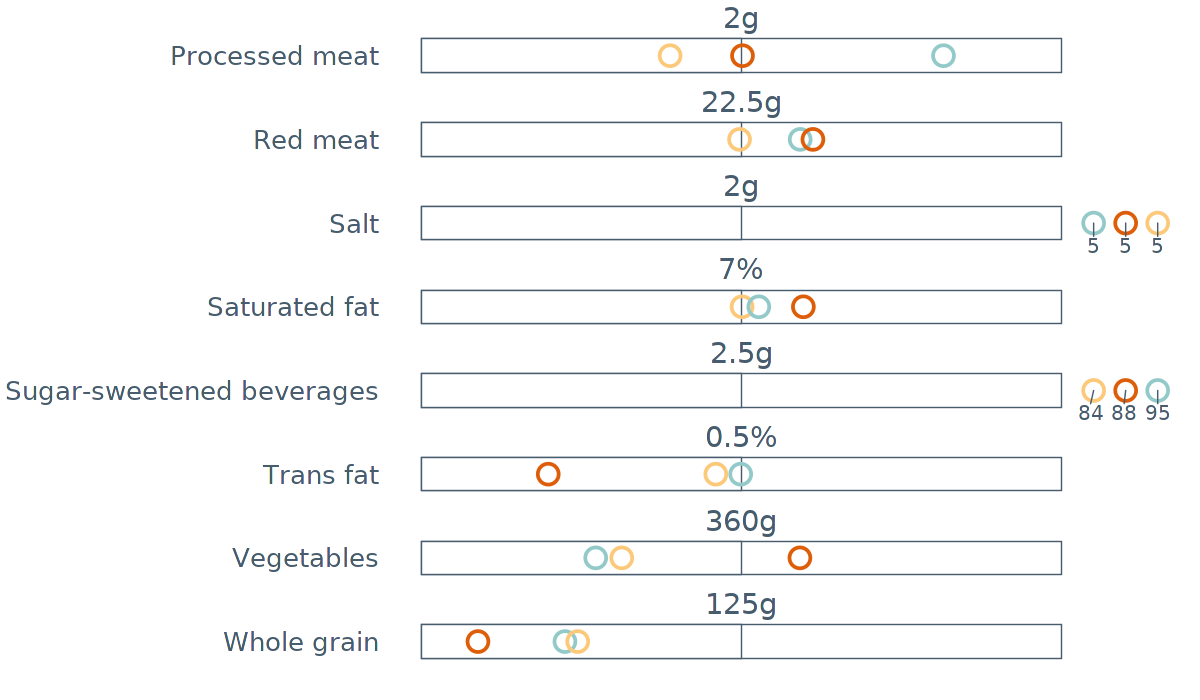 2g
Processed meat
22.5g
Red meat
2g
Salt
5 5 5
7%
Saturated fat
2.5g
Sugar-sweetened beverages
84 88 95
0.5%
Trans fat
360g
Vegetables
125g
Whole grain